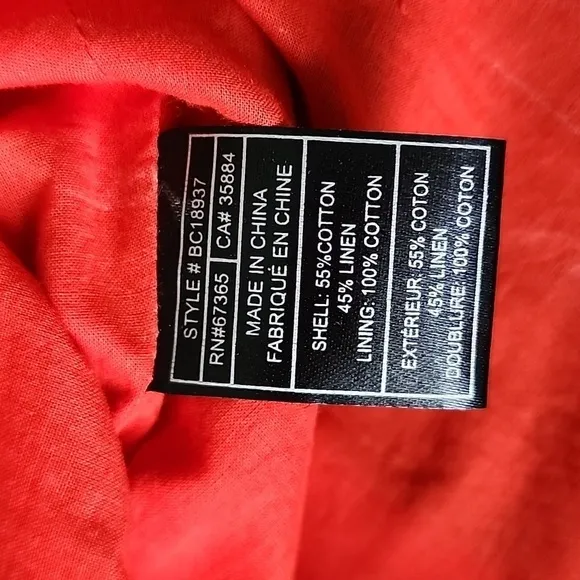 STYLE # BC18937
RN#67365 CA# 35884
MADE IN CHINA
FABRIQUÉ EN CHINE
SHELL: 55%COTTON
45% LINEN
LINING: 100% COTTON
EXTÉRIEUR: 55% COTON
45% LINEN
DOUBLURE: 100% COTON